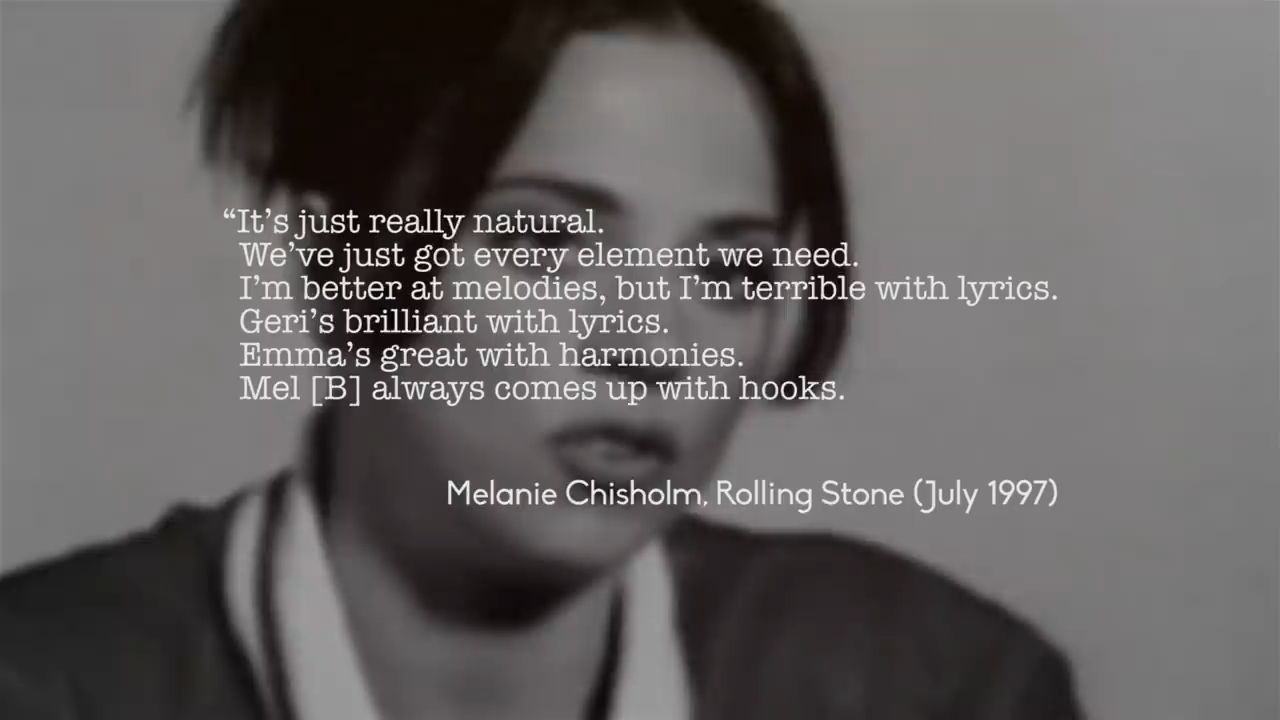 “It’s just really natural.
We’ve just got every element we need.
I’m better at melodies, but I’m terrible with lyrics.
Geri’s brilliant with lyrics.
Emma’s great with harmonies.
Mel [B] always comes up with hooks.
Melanie Chisholm, Rolling Stone (July 1997)